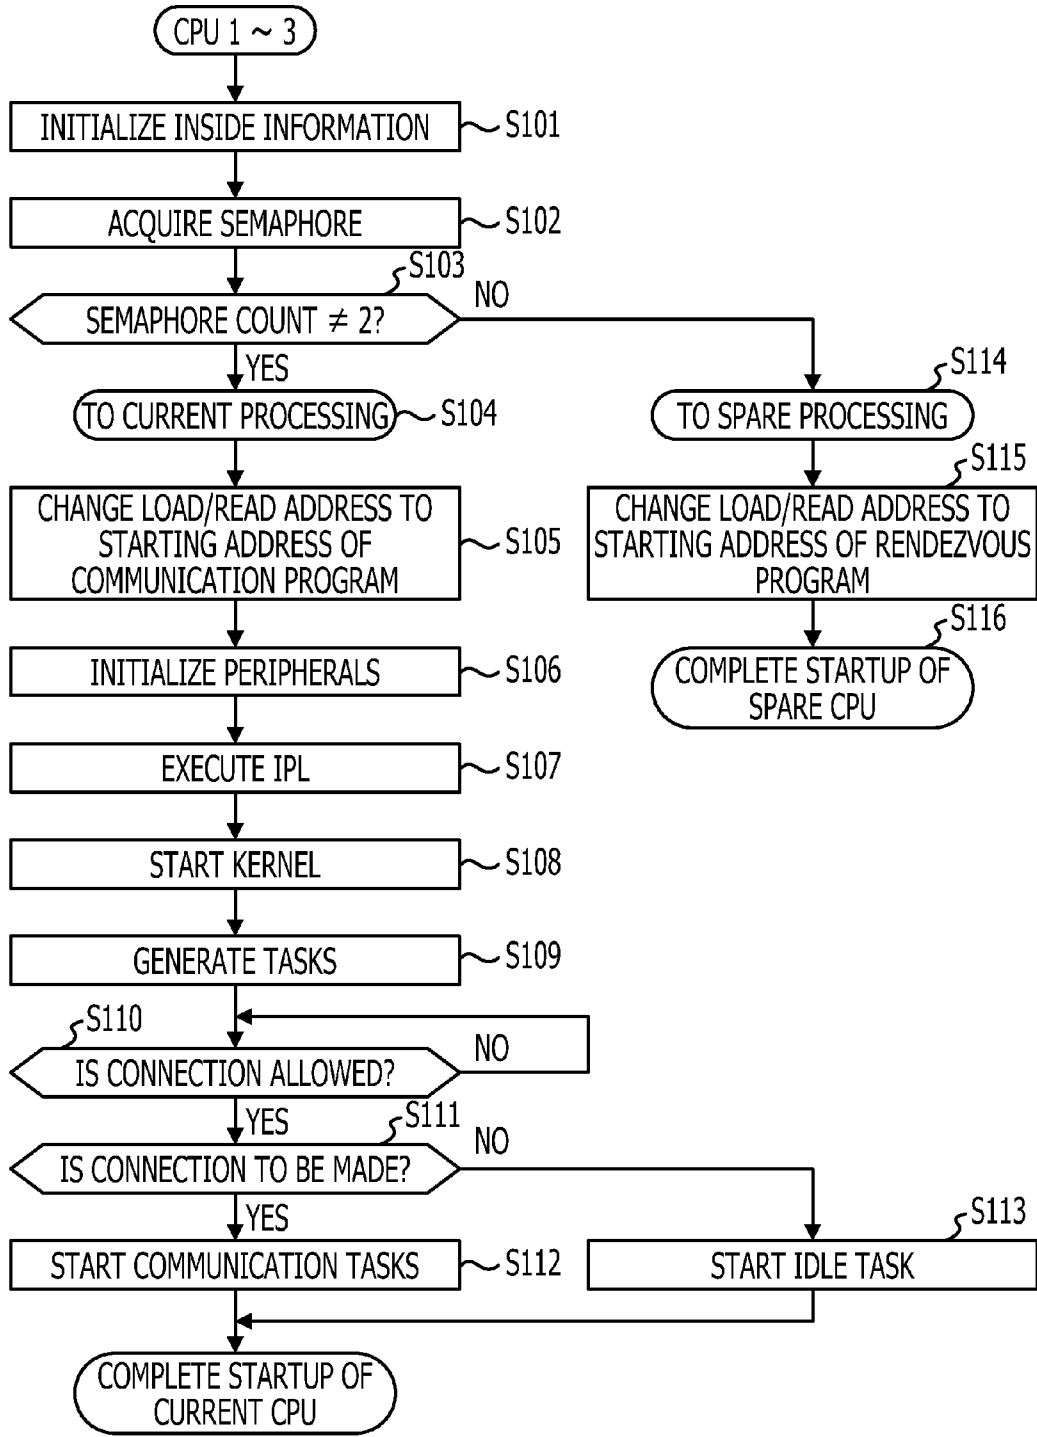 CPU 1 ~ 3
INITIALIZE INSIDE INFORMATION
S101
ACQUIRE SEMAPHORE
S102
S103
SEMAPHORE COUNT ≠ 2?
NO
YES
TO CURRENT PROCESSING
S104
S114
TO SPARE PROCESSING
CHANGE LOAD/READ ADDRESS TO
STARTING ADDRESS OF
COMMUNICATION PROGRAM
S105
S115
CHANGE LOAD/READ ADDRESS TO
STARTING ADDRESS OF RENDEZVOUS
PROGRAM
INITIALIZE PERIPHERALS
S106
S116
COMPLETE STARTUP OF
SPARE CPU
EXECUTE IPL
S107
START KERNEL
S108
GENERATE TASKS
S109
S110
IS CONNECTION ALLOWED?
NO
YES
S111
IS CONNECTION TO BE MADE?
NO
YES
START COMMUNICATION TASKS
S112
S113
START IDLE TASK
COMPLETE STARTUP OF
CURRENT CPU